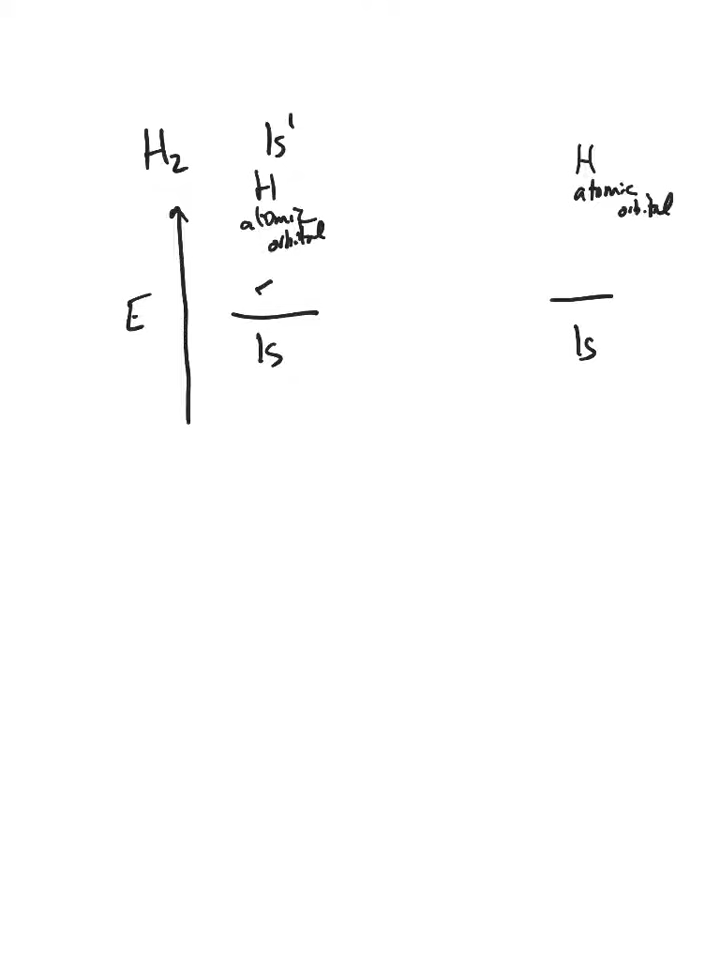 H₂ 1s¹
H H
atomic atomic
orbital orbital
E
1s 1s